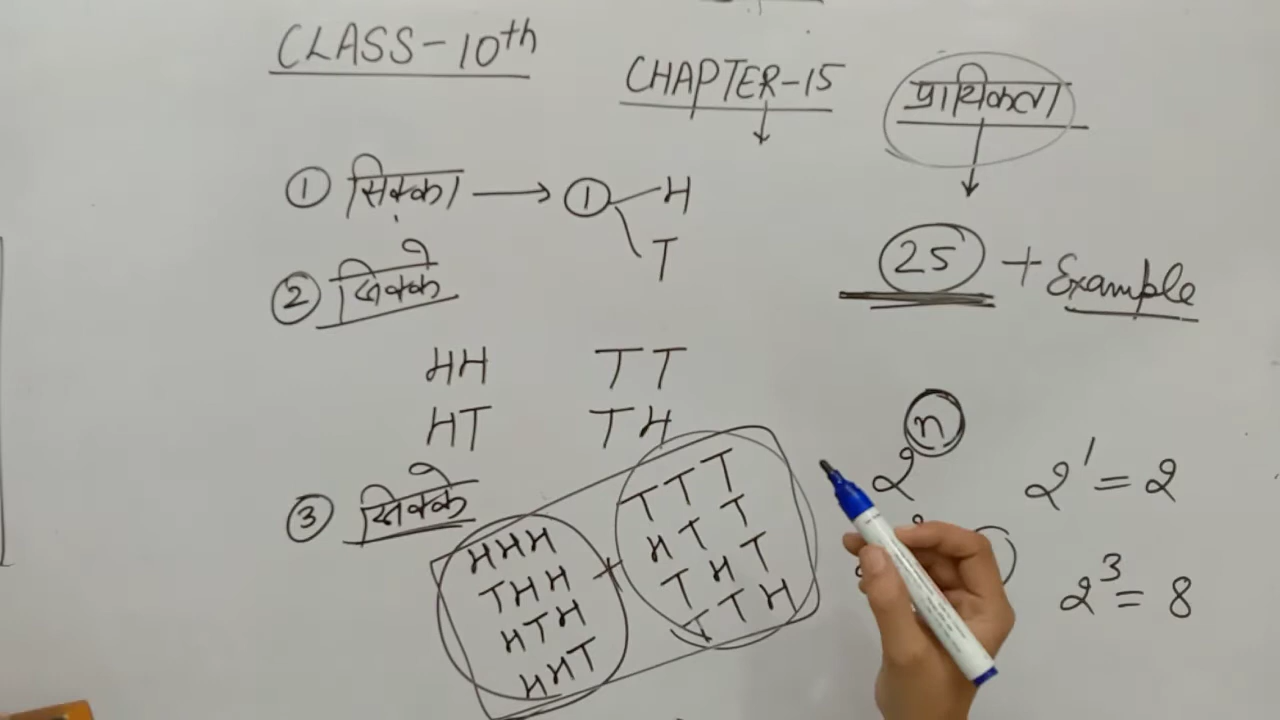 CLASS-10th
CHAPTER-15
प्रायिकता
① सिक्का → ① H
T
25 + Example
② सिक्के
HH TT
HT TH
③ सिक्के
HHH + TTT
THH HTT
HTH THT
HHT TTH
2ⁿ 2¹ = 2
2³ = 8